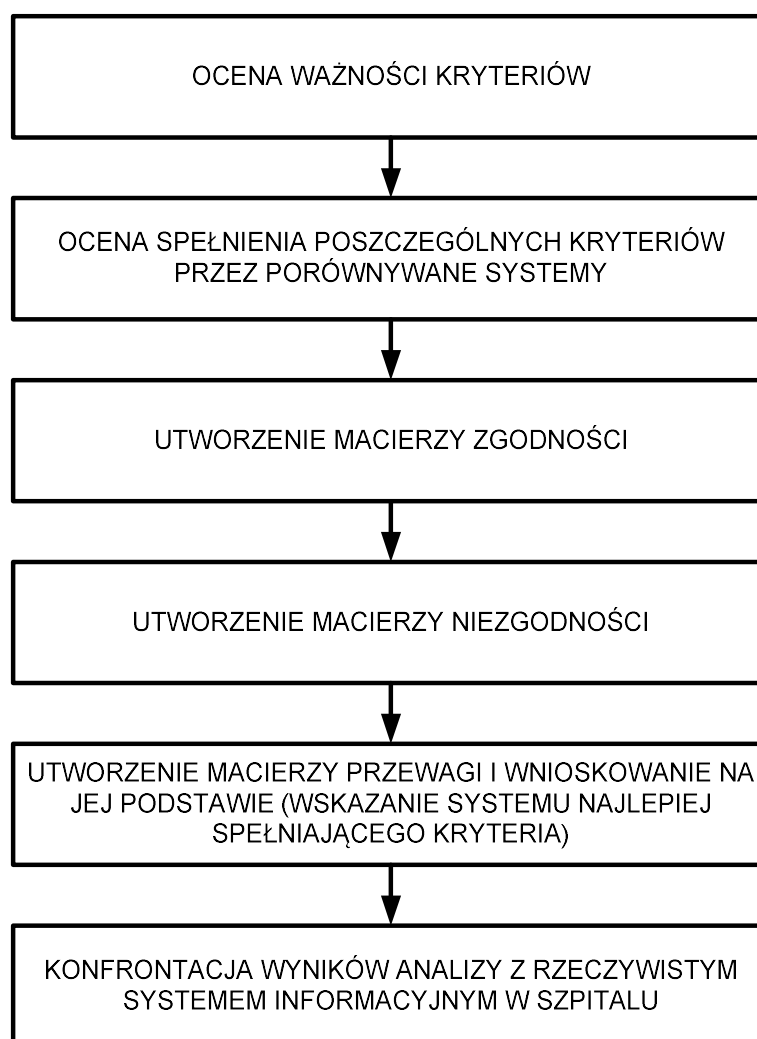 OCENA WAŻNOŚCI KRYTERIÓW
OCENA SPEŁNIENIA POSZCZEGÓLNYCH KRYTERIÓW
PRZEZ PORÓWNYWANE SYSTEMY
UTWORZENIE MACIERZY ZGODNOŚCI
UTWORZENIE MACIERZY NIEZGODNOŚCI
UTWORZENIE MACIERZY PRZEWAGI I WNIOSKOWANIE NA
JEJ PODSTAWIE (WSKAZANIE SYSTEMU NAJLEPIEJ
SPEŁNIAJĄCEGO KRYTERIA)
KONFRONTACJA WYNIKÓW ANALIZY Z RZECZYWISTYM
SYSTEMEM INFORMACYJNYM W SZPITALU